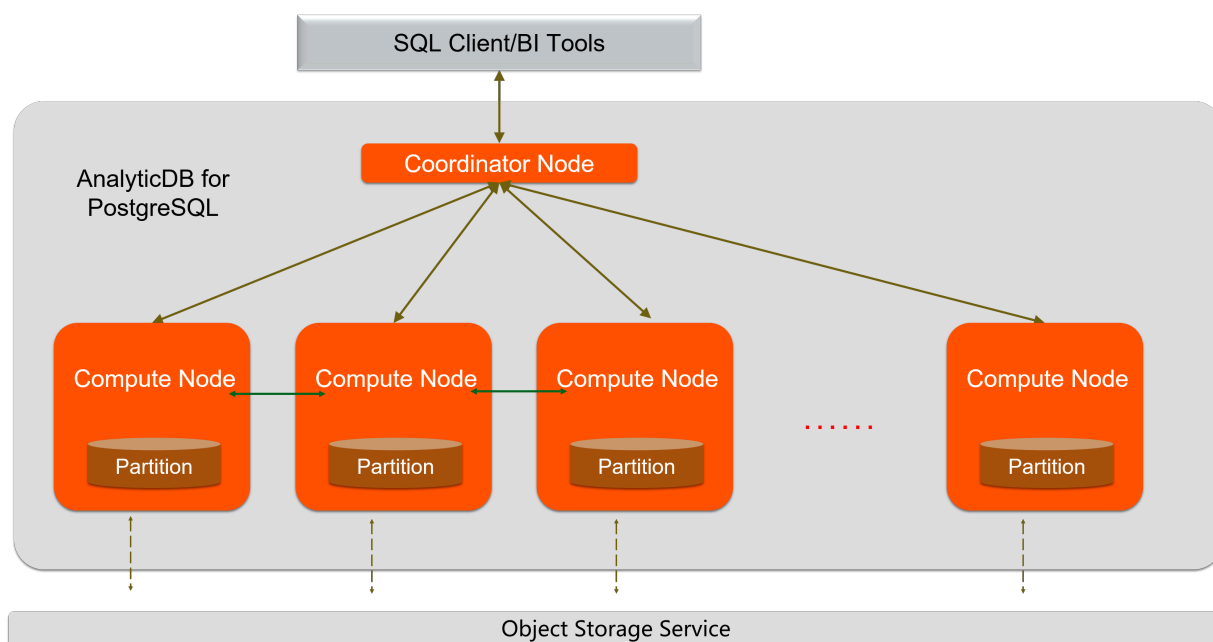 SQL Client/BI Tools
Coordinator Node
AnalyticDB for
PostgreSQL
Compute Node
Compute Node
Compute Node
Compute Node
......
Partition
Partition
Partition
Partition
Object Storage Service